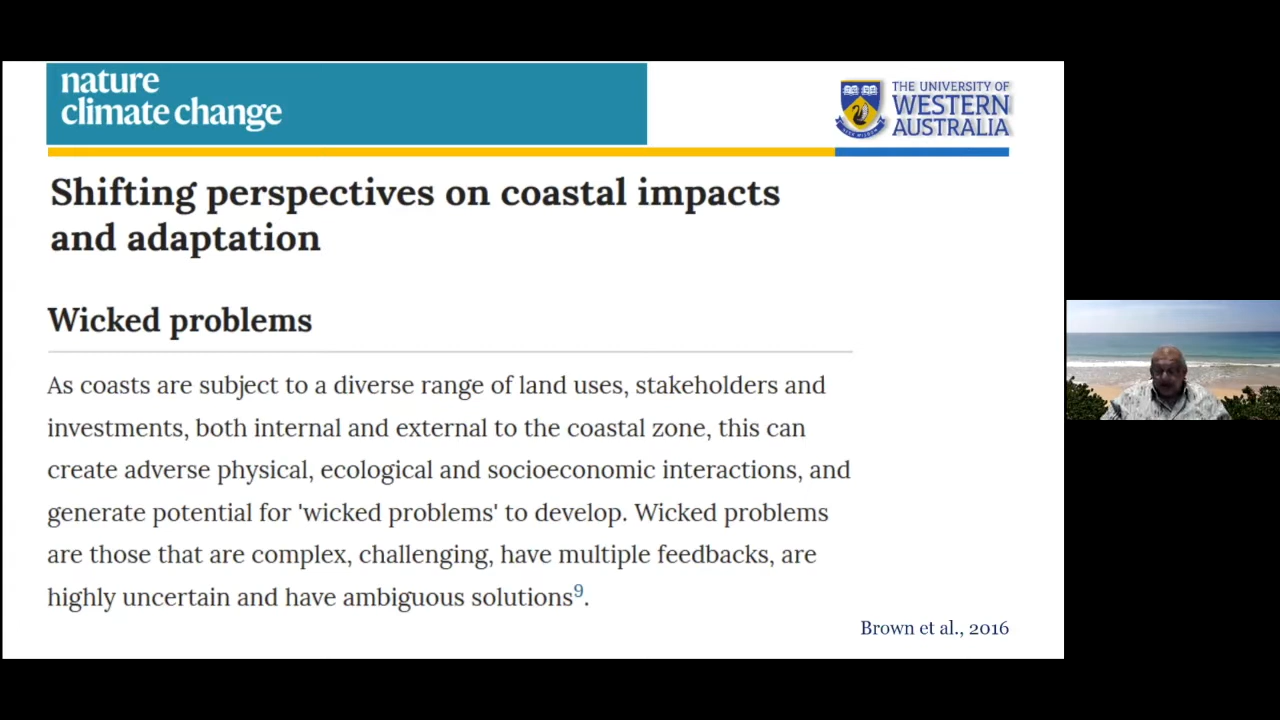 nature
climate change
THE UNIVERSITY OF
WESTERN
AUSTRALIA
Shifting perspectives on coastal impacts
and adaptation
Wicked problems
As coasts are subject to a diverse range of land uses, stakeholders and
investments, both internal and external to the coastal zone, this can
create adverse physical, ecological and socioeconomic interactions, and
generate potential for 'wicked problems' to develop. Wicked problems
are those that are complex, challenging, have multiple feedbacks, are
highly uncertain and have ambiguous solutions9.
Brown et al., 2016